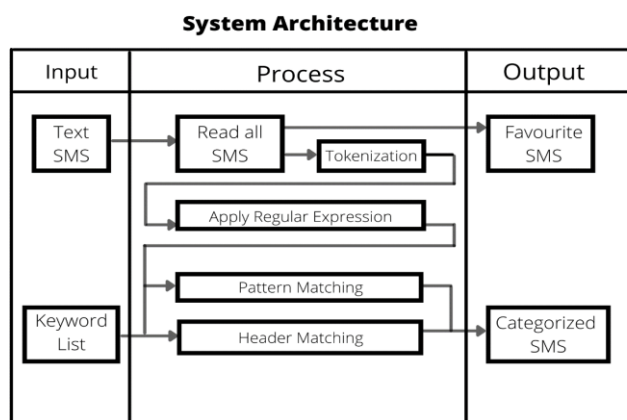 System Architecture
Input
Process
Output
Text
SMS
Read all
SMS
Tokenization
Favourite
SMS
Apply Regular Expression
Pattern Matching
Keyword
List
Header Matching
Categorized
SMS